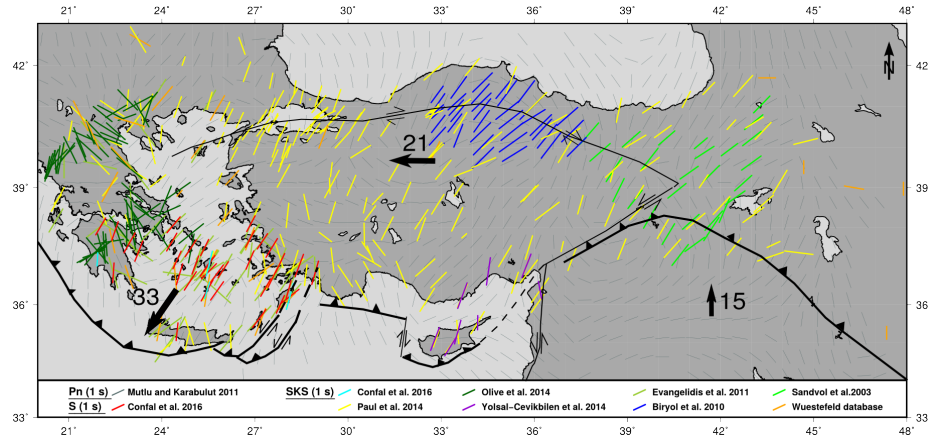 21˚ 24˚ 27˚ 30˚ 33˚ 36˚ 39˚ 42˚ 45˚ 48˚
42˚ 42˚
N
21
39˚ 39˚
36˚ 36˚
33 15
Pn (1 s) Mutlu and Karabulut 2011 SKS (1 s) Confal et al. 2016 Olive et al. 2014 Evangelidis et al. 2011 Sandvol et al.2003
S (1 s) Confal et al. 2016 Paul et al. 2014 Yolsal−Cevikbilen et al. 2014 Biryol et al. 2010 Wuestefeld database
33˚ 33˚
21˚ 24˚ 27˚ 30˚ 33˚ 36˚ 39˚ 42˚ 45˚ 48˚